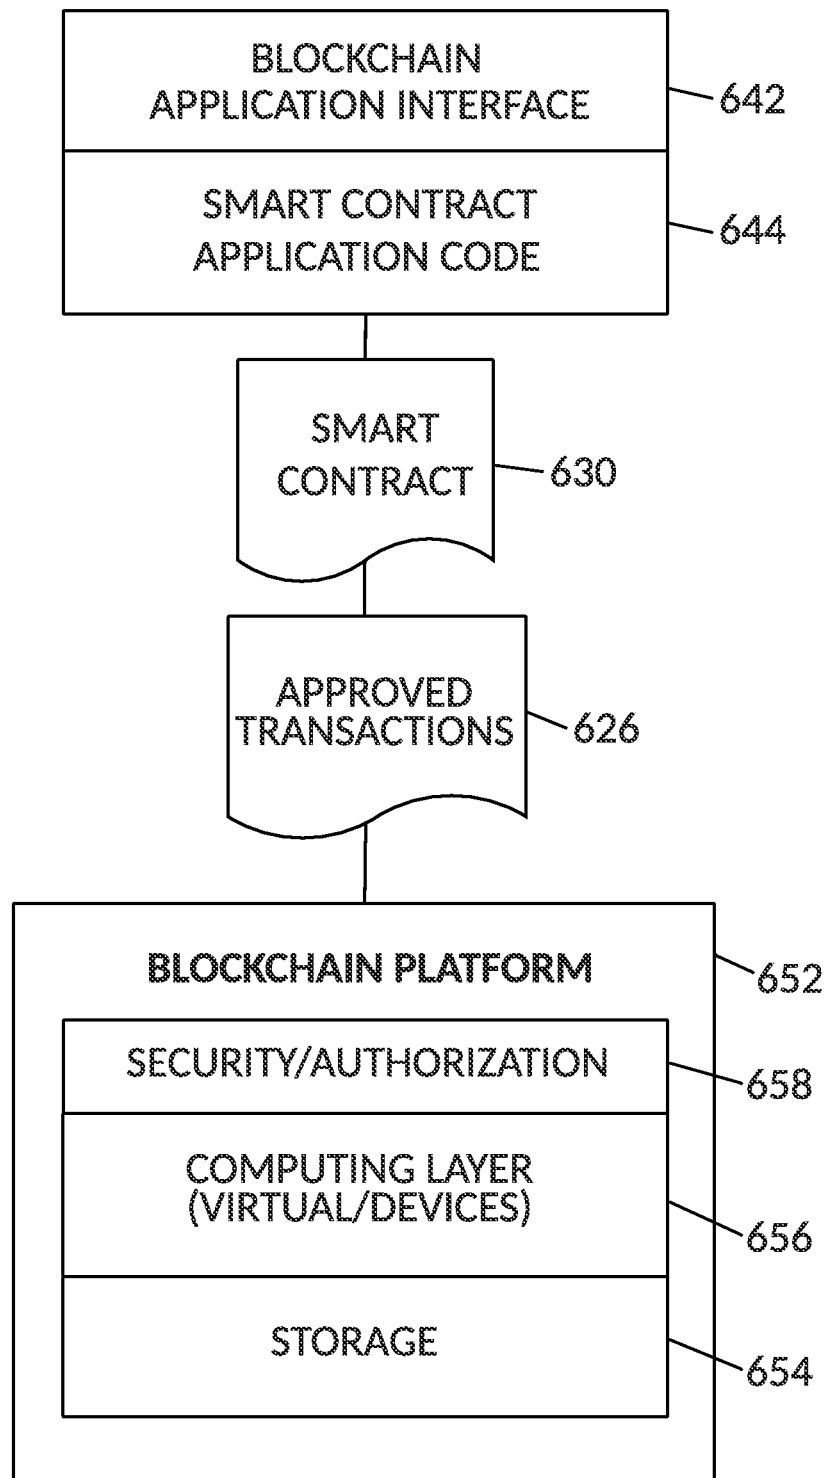 BLOCKCHAIN
APPLICATION INTERFACE
642
SMART CONTRACT
APPLICATION CODE
644
SMART
CONTRACT
630
APPROVED
TRANSACTIONS
626
BLOCKCHAIN PLATFORM
652
SECURITY/AUTHORIZATION
658
COMPUTING LAYER
(VIRTUAL/DEVICES)
656
STORAGE
654